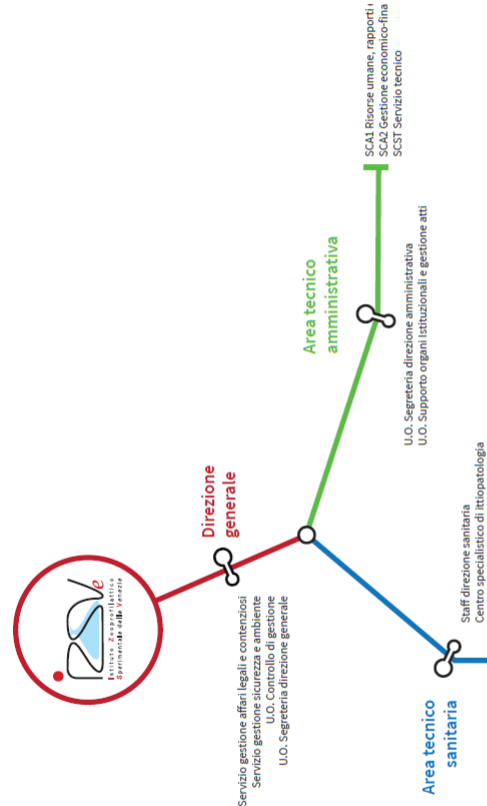 IZSVe
Istituto Zooprofilattico
Sperimentale delle Venezie
Direzione
generale
Servizio gestione affari legali e contenziosi
Servizio gestione sicurezza e ambiente
U.O. Controllo di gestione
U.O. Segreteria direzione generale
Area tecnico
amministrativa
SCA1 Risorse umane, rapporti
SCA2 Gestione economico-fina
SCST Servizio tecnico
U.O. Segreteria direzione amministrativa
U.O. Supporto organi Istituzionali e gestione atti
Area tecnico
sanitaria
Staff direzione sanitaria
Centro specialistico di ittiopatologia